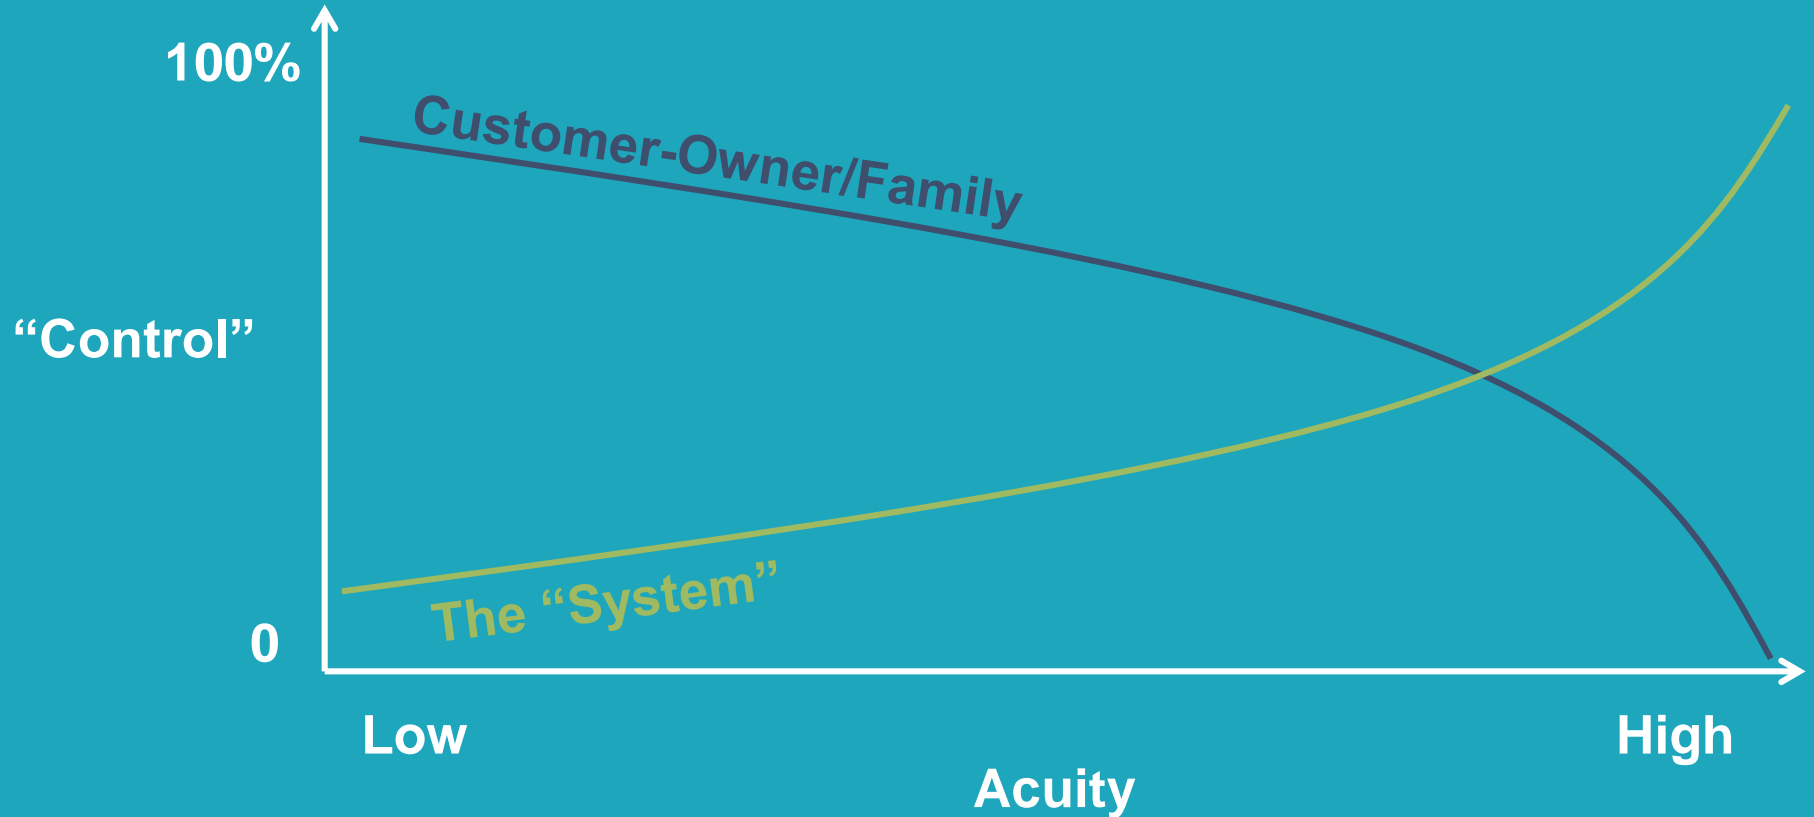 100%
Customer-Owner/Family
“Control”
The “System”
0
Low
High
Acuity